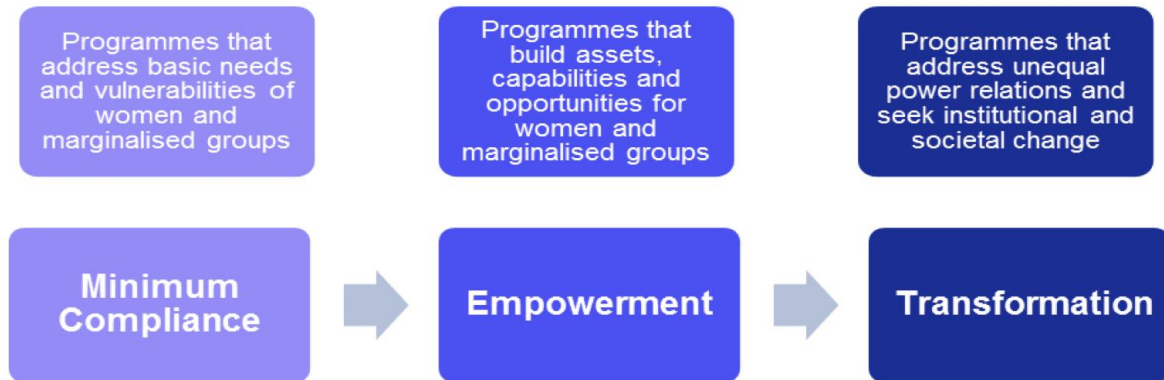 Programmes that
address basic needs
and vulnerabilities of
women and
marginalised groups
Programmes that
build assets,
capabilities and
opportunities for
women and
marginalised groups
Programmes that
address unequal
power relations and
seek institutional and
societal change
Minimum
Compliance
Empowerment
Transformation